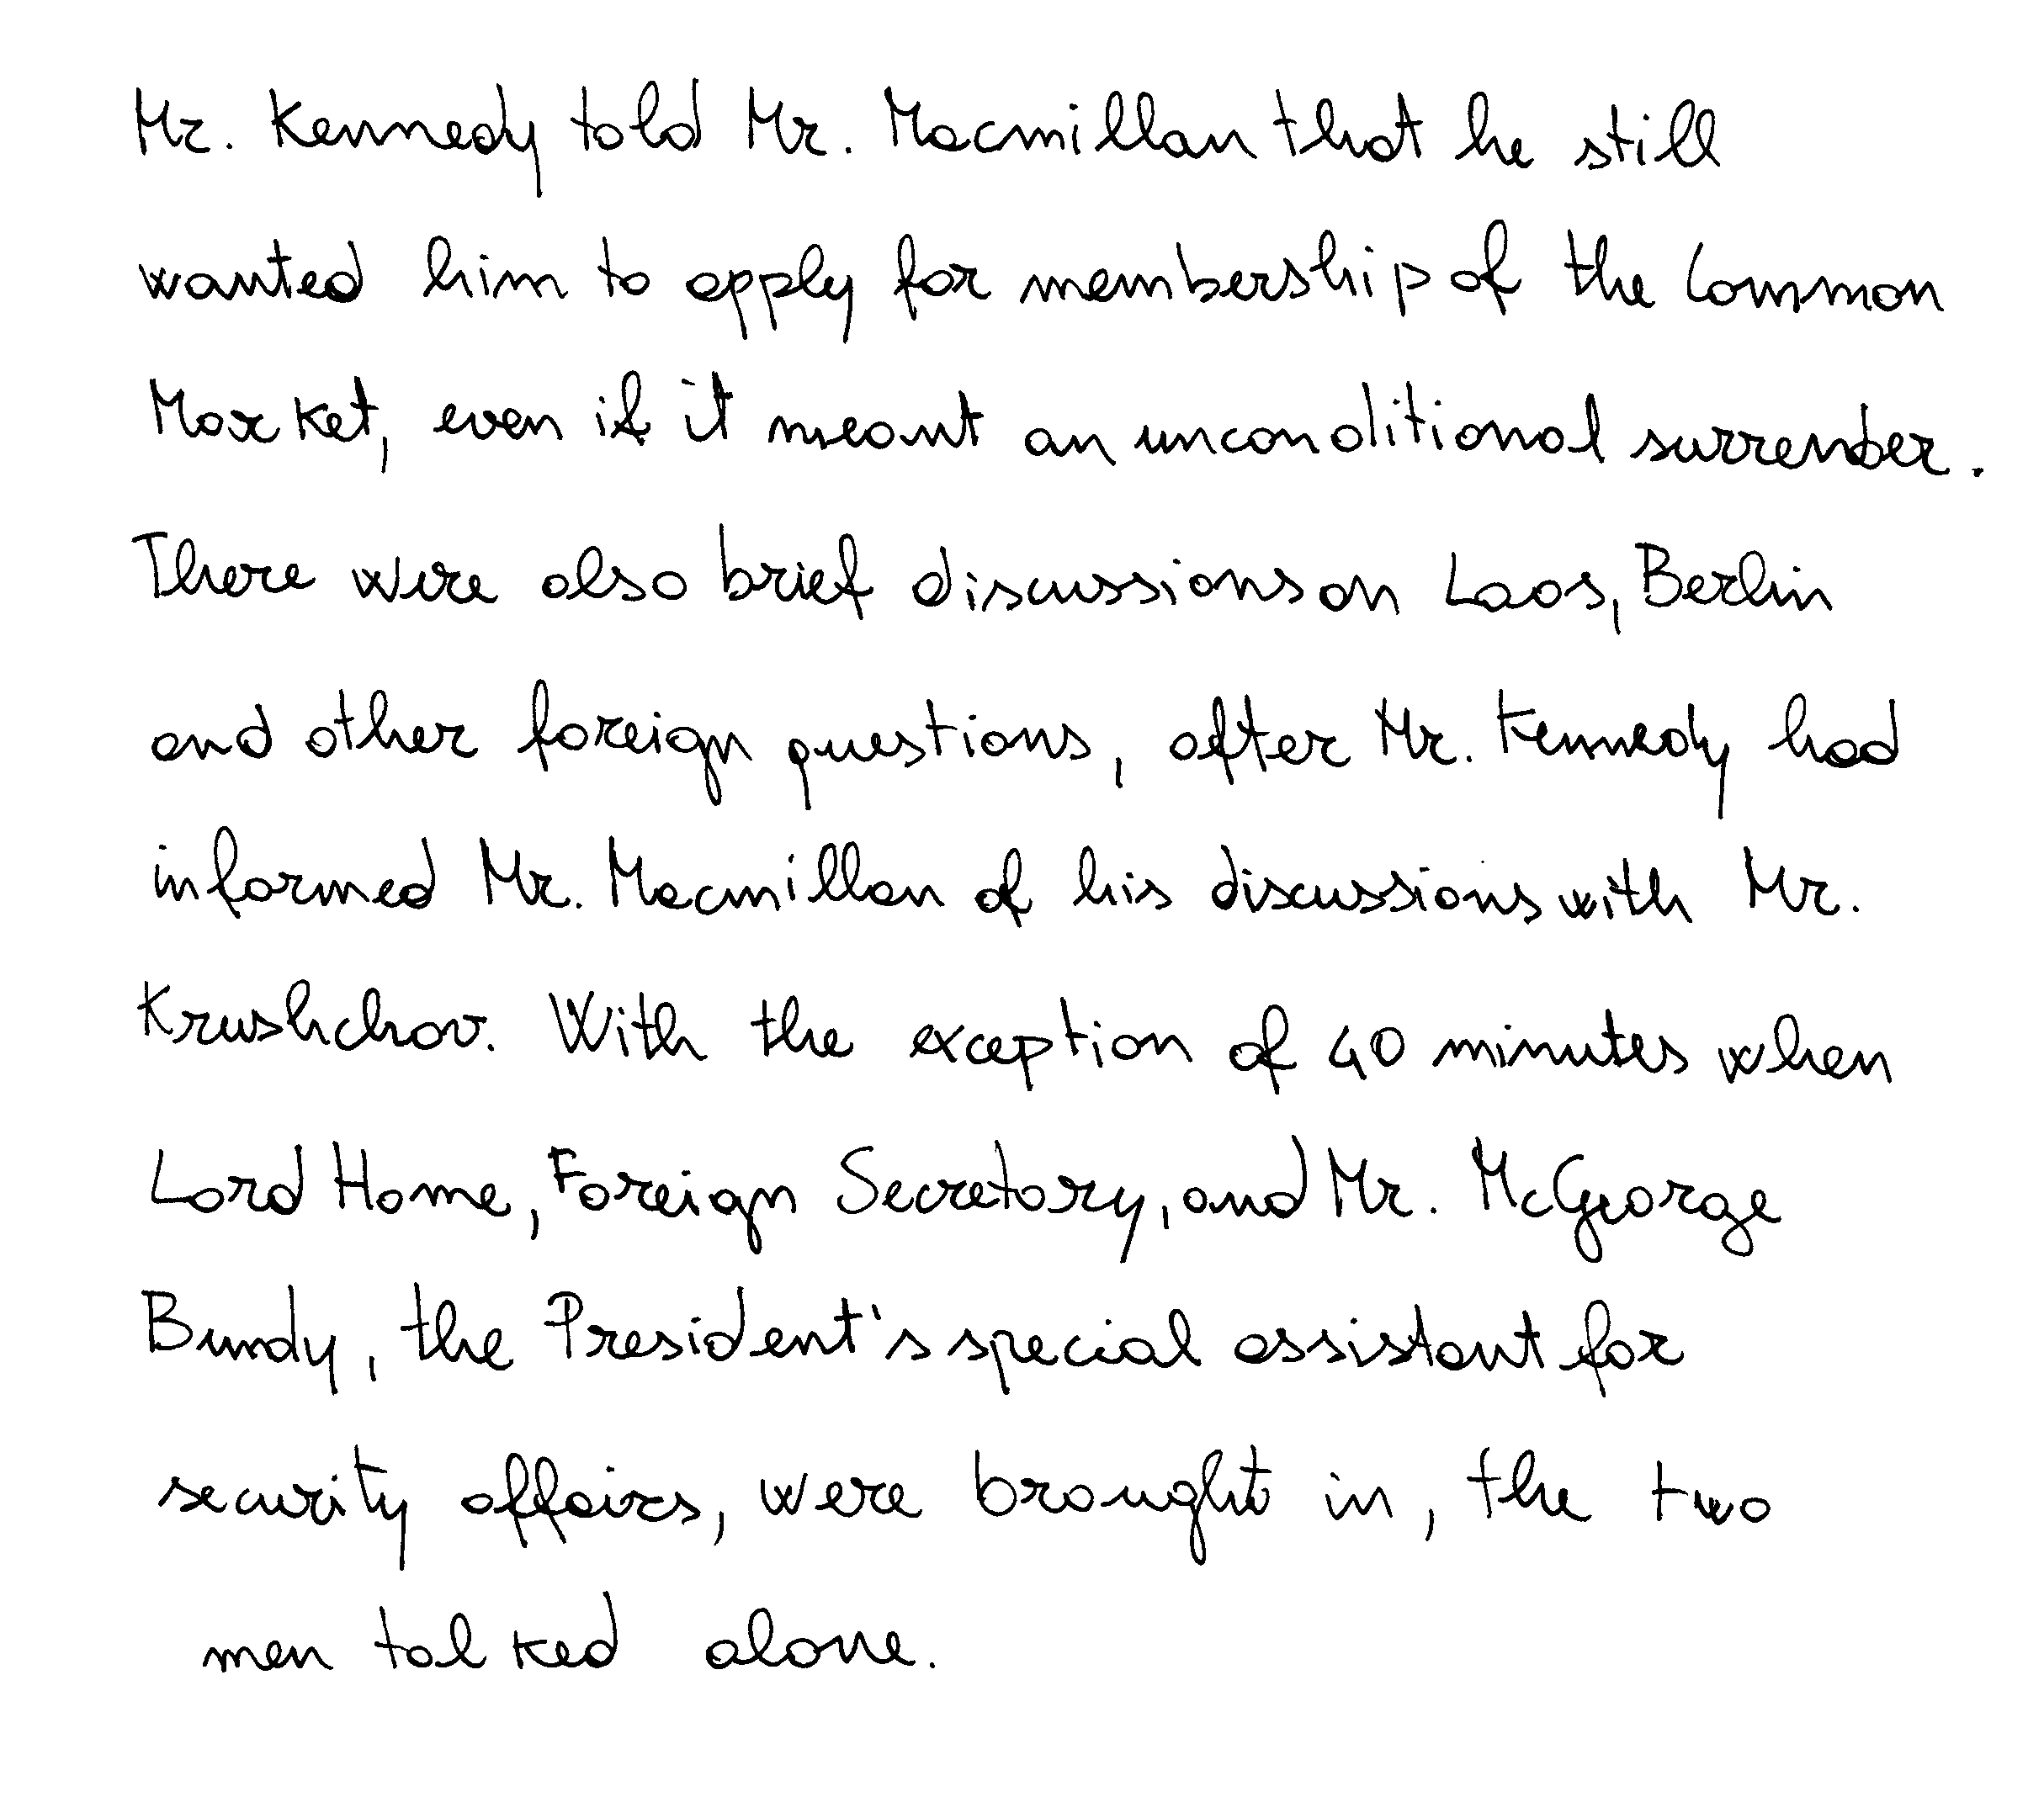 Mr. Kennedy told Mr. Macmillan that he still
wanted him to apply for membership of the Common
Market, even if it meant an unconditional surrender.
There were also brief discussions on Laos, Berlin
and other foreign questions, after Mr. Kennedy had
informed Mr. Macmillan of his discussions with Mr.
Krushchov. With the exception of 40 minutes when
Lord Home, Foreign Secretary, and Mr. McGeorge
Bundy, the President's special assistant for
security affairs, were brought in, the two
men talked alone.